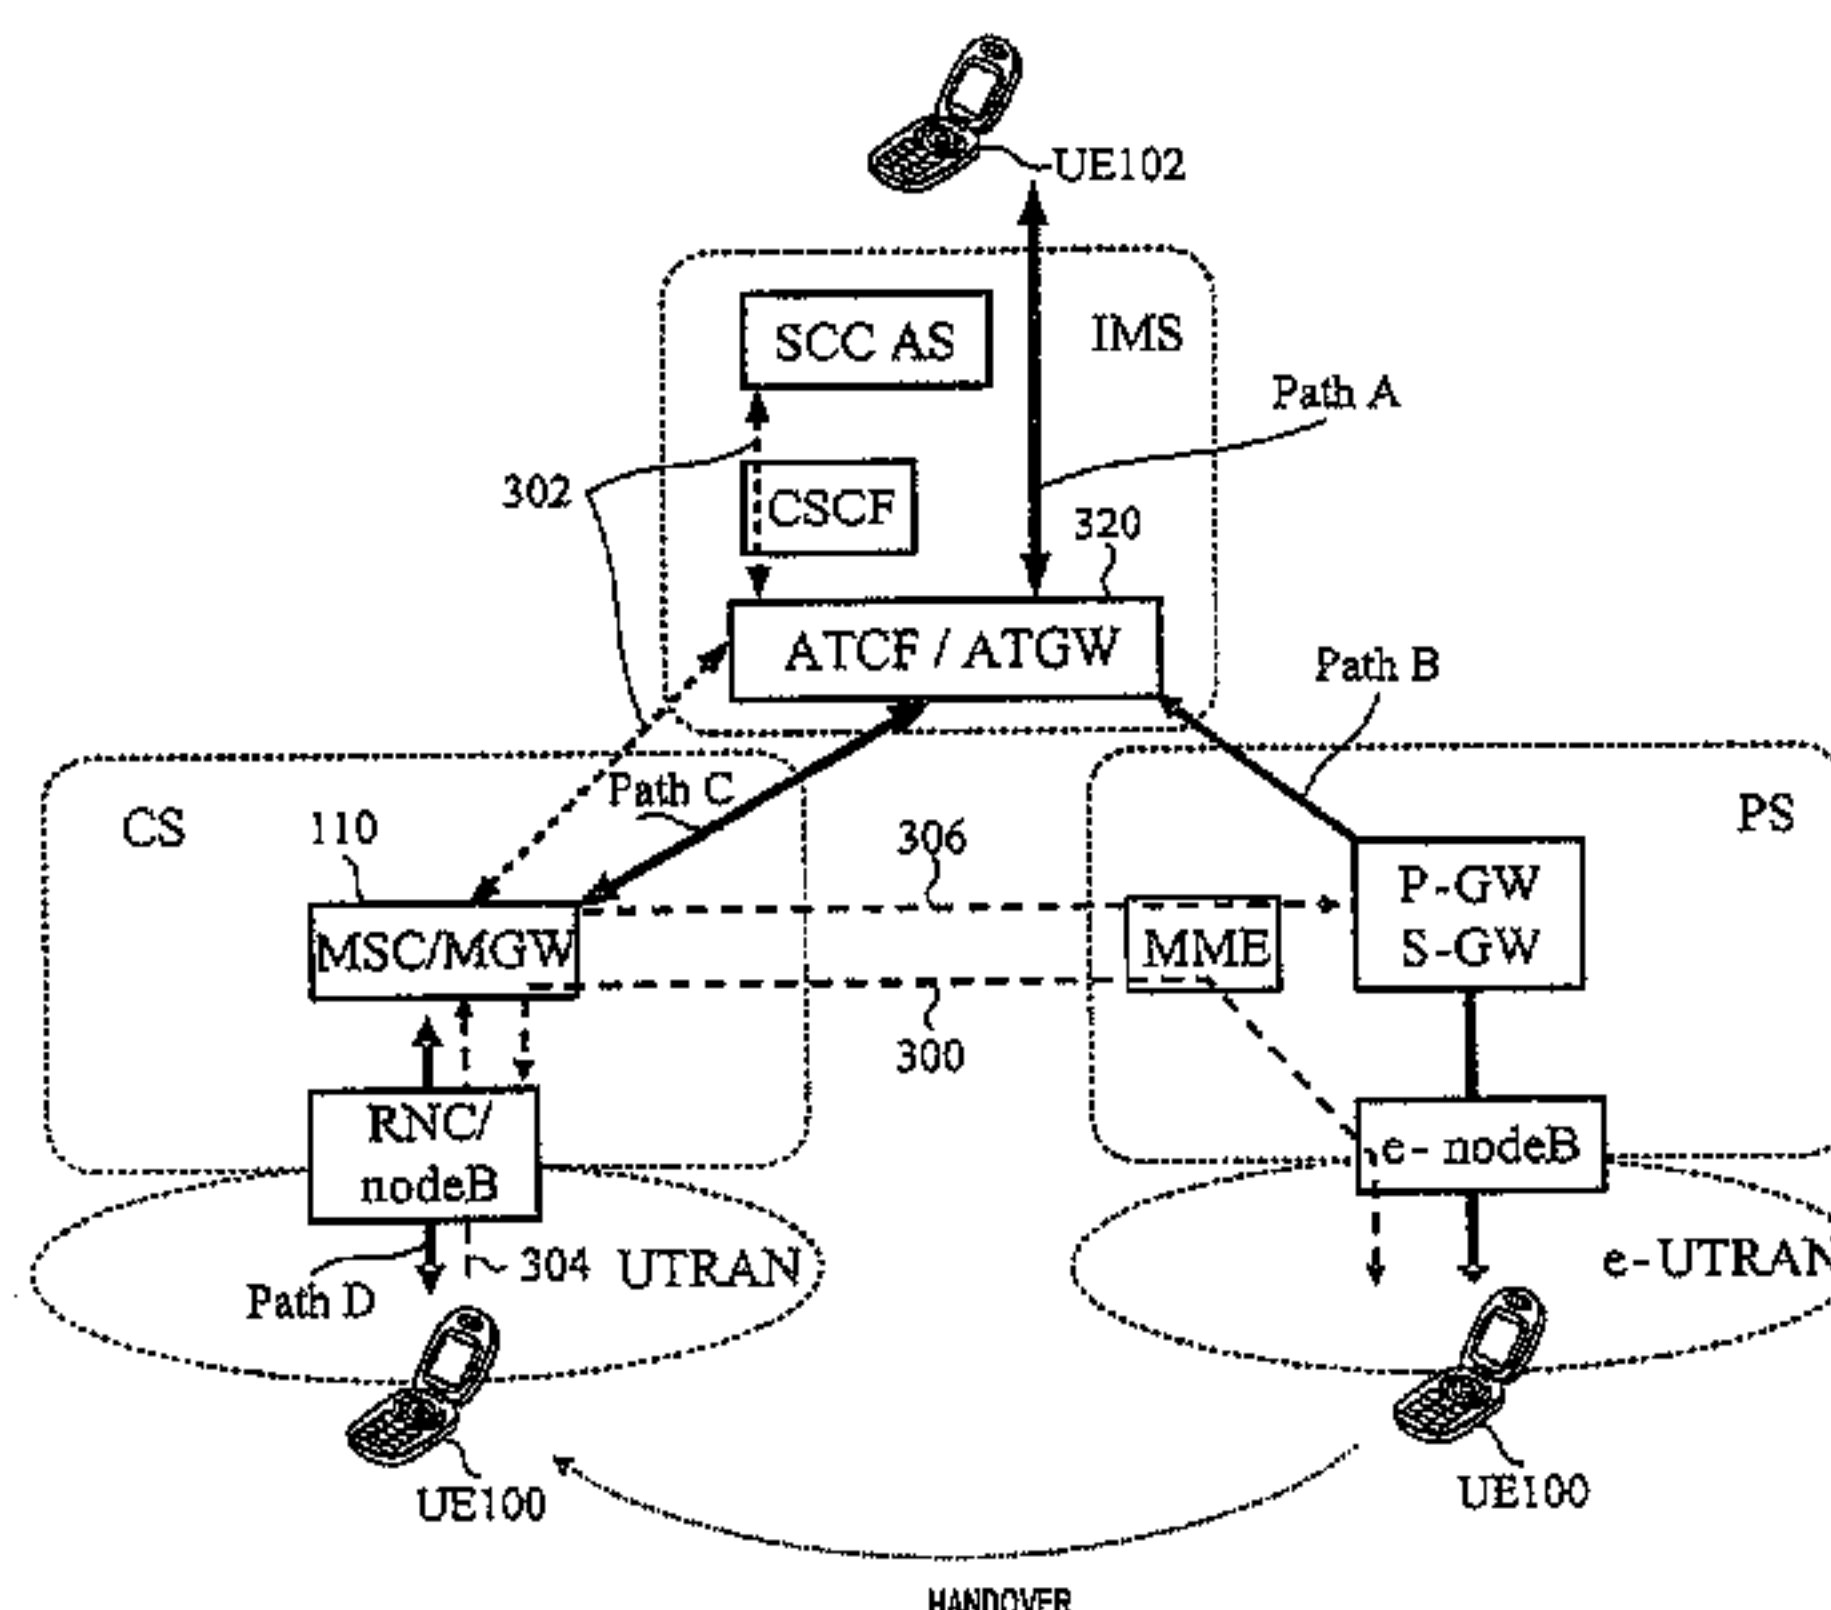 UE102
SCC AS
IMS
Path A
302
CSCF
320
ATCF / ATGW
Path B
Path C
CS
110
306
PS
MSC/MGW
MME
P-GW
S-GW
300
RNC/
nodeB
e-nodeB
304
UTRAN
e-UTRAN
Path D
UE100
UE100
HANDOVER